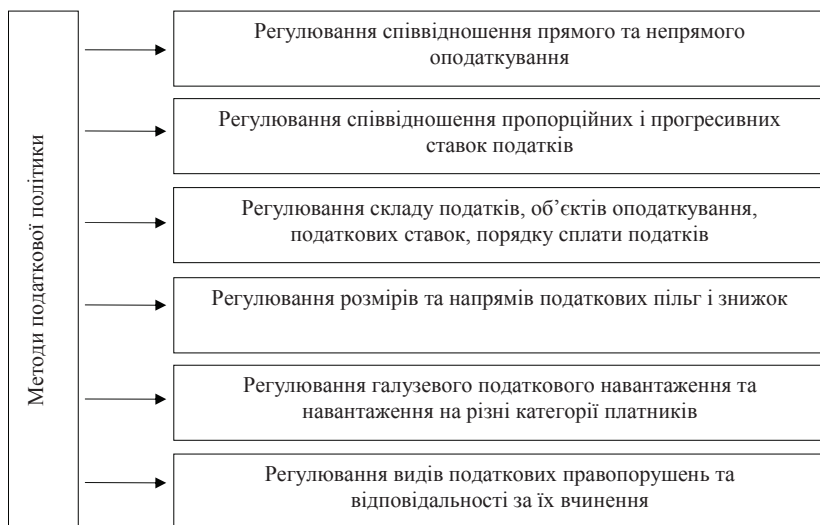 Методи податкової політики
Регулювання співвідношення прямого та непрямого
оподаткування
Регулювання співвідношення пропорційних і прогресивних
ставок податків
Регулювання складу податків, об’єктів оподаткування,
податкових ставок, порядку сплати податків
Регулювання розмірів та напрямів податкових пільг і знижок
Регулювання галузевого податкового навантаження та
навантаження на різні категорії платників
Регулювання видів податкових правопорушень та
відповідальності за їх вчинення